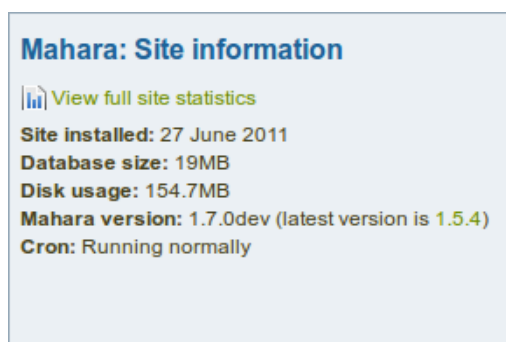 Mahara: Site information
View full site statistics
Site installed: 27 June 2011
Database size: 19MB
Disk usage: 154.7MB
Mahara version: 1.7.0dev (latest version is 1.5.4)
Cron: Running normally